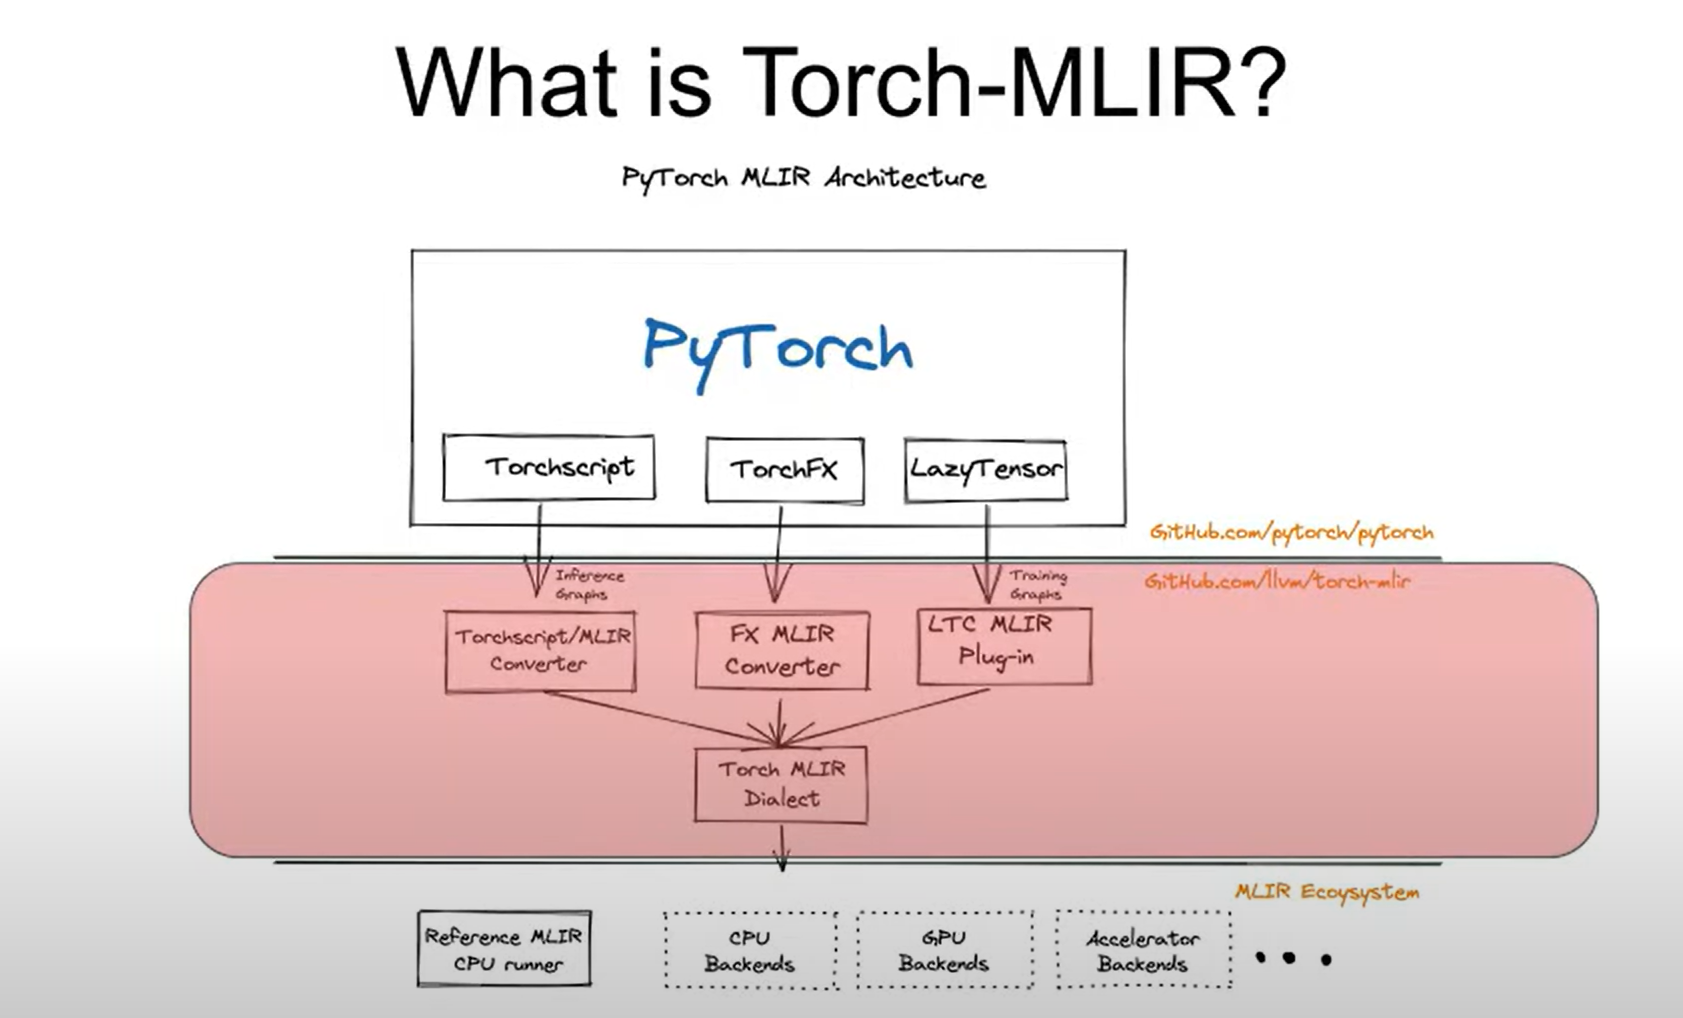 What is Torch-MLIR?
PyTorch MLIR Architecture
PyTorch
Torchscript
TorchFX
LazyTensor
GitHub.com/pytorch/pytorch
GitHub.com/llvm/torch-mlir
Inference
Graphs
Training
Graphs
Torchscript/MLIR
Converter
FX MLIR
Converter
LTC MLIR
Plug-in
Torch MLIR
Dialect
MLIR Ecoysystem
Reference MLIR
CPU runner
CPU
Backends
GPU
Backends
Accelerator
Backends
• • •